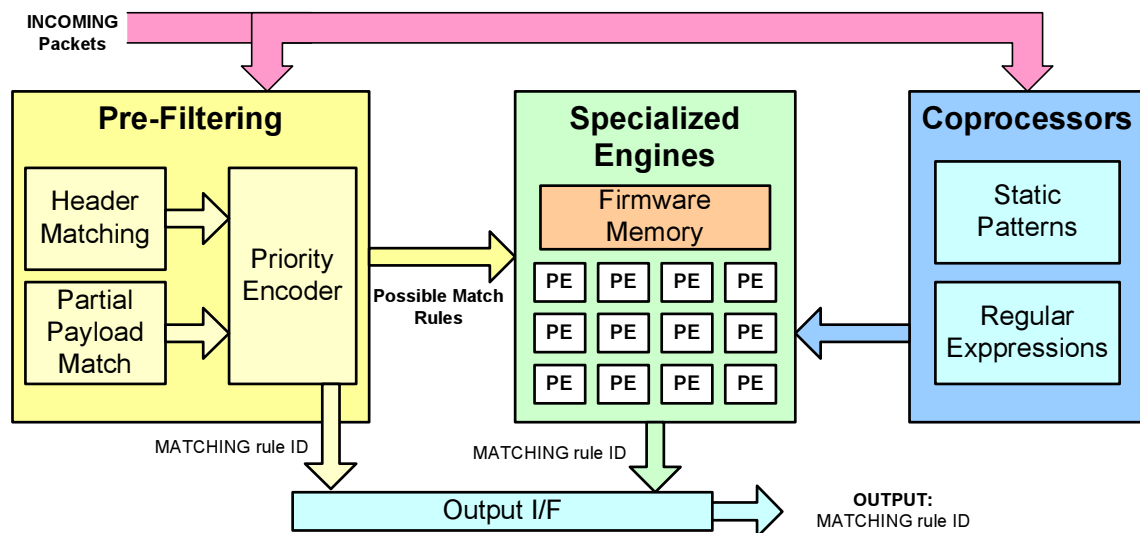 INCOMING
Packets
Pre-Filtering
Header
Matching
Partial
Payload
Match
Priority
Encoder
Possible Match
Rules
Specialized
Engines
Firmware
Memory
PE PE PE PE
PE PE PE PE
PE PE PE PE
Coprocessors
Static
Patterns
Regular
Exppressions
MATCHING rule ID
MATCHING rule ID
Output I/F
OUTPUT:
MATCHING rule ID